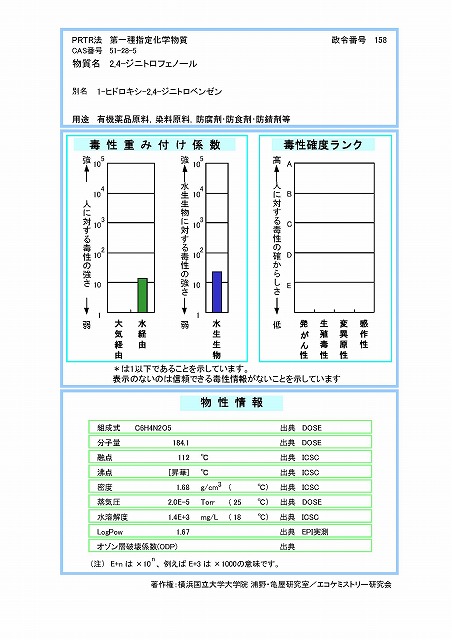 PRTR法 第一種指定化学物質 政令番号 158
CAS番号 51-28-5
物質名 2,4-ジニトロフェノール
別名 1-ヒドロキシ-2,4-ジニトロベンゼン
用途 有機薬品原料, 染料原料, 防腐剤・防食剤・防錆剤等
毒性重み付け係数
強
人に対する毒性の強さ
弱
10^5
10^4
10^3
10^2
10
1
大気経由
水経由
強
水生生物に対する毒性の強さ
弱
10^5
10^4
10^3
10^2
10
1
水生生物
毒性確度ランク
高
人に対する毒性の確からしさ
低
A
B
C
D
E
発がん性
生殖毒性
変異原性
感作性
*は1以下であることを示しています。
表示のないのは信頼できる毒性情報がないことを示しています
物性情報
組成式 C6H4N2O5 出典 DOSE
分子量 184.1 出典 DOSE
融点 112 ℃ 出典 ICSC
沸点 [昇華] ℃ 出典 ICSC
密度 1.68 g/cm3 ( ℃) 出典 ICSC
蒸気圧 2.0E-5 Torr ( 25 ℃) 出典 DOSE
水溶解度 1.4E+3 mg/L ( 18 ℃) 出典 ICSC
LogPow 1.67 出典 EPI実測
オゾン層破壊係数(ODP) 出典
(注) E+n は ×10^n、例えば E+3 は ×1000の意味です。
著作権:横浜国立大学大学院 浦野・亀屋研究室/エコケミストリー研究会